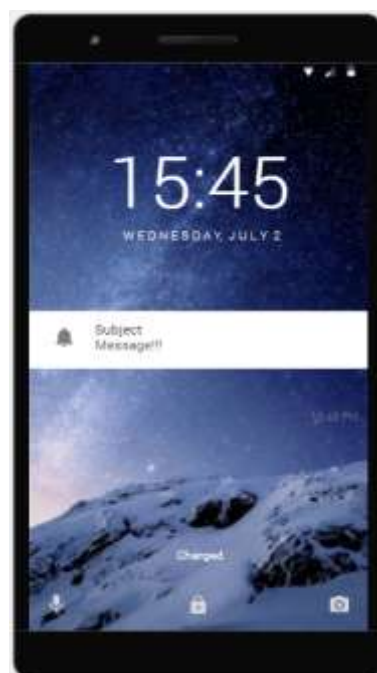 15:45
WEDNESDAY, JULY 2
Subject
Message!!!
Charged